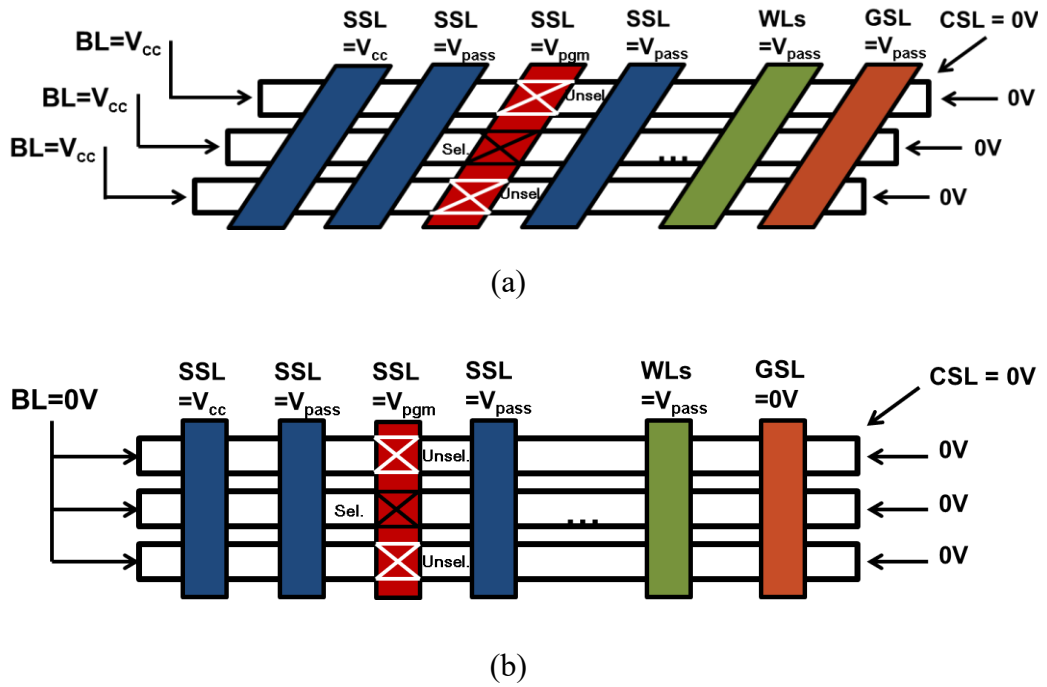 SSL SSL SSL SSL WLs GSL CSL = 0V
=Vcc =Vpass =Vpgm =Vpass =Vpass =Vpass
BL=Vcc
Unsel. 0V
BL=Vcc
Sel. ... 0V
BL=Vcc
Unsel. 0V
(a)
SSL SSL SSL SSL WLs GSL CSL = 0V
=Vcc =Vpass =Vpgm =Vpass =Vpass =0V
BL=0V
Unsel. 0V
Sel. ... 0V
Unsel. 0V
(b)